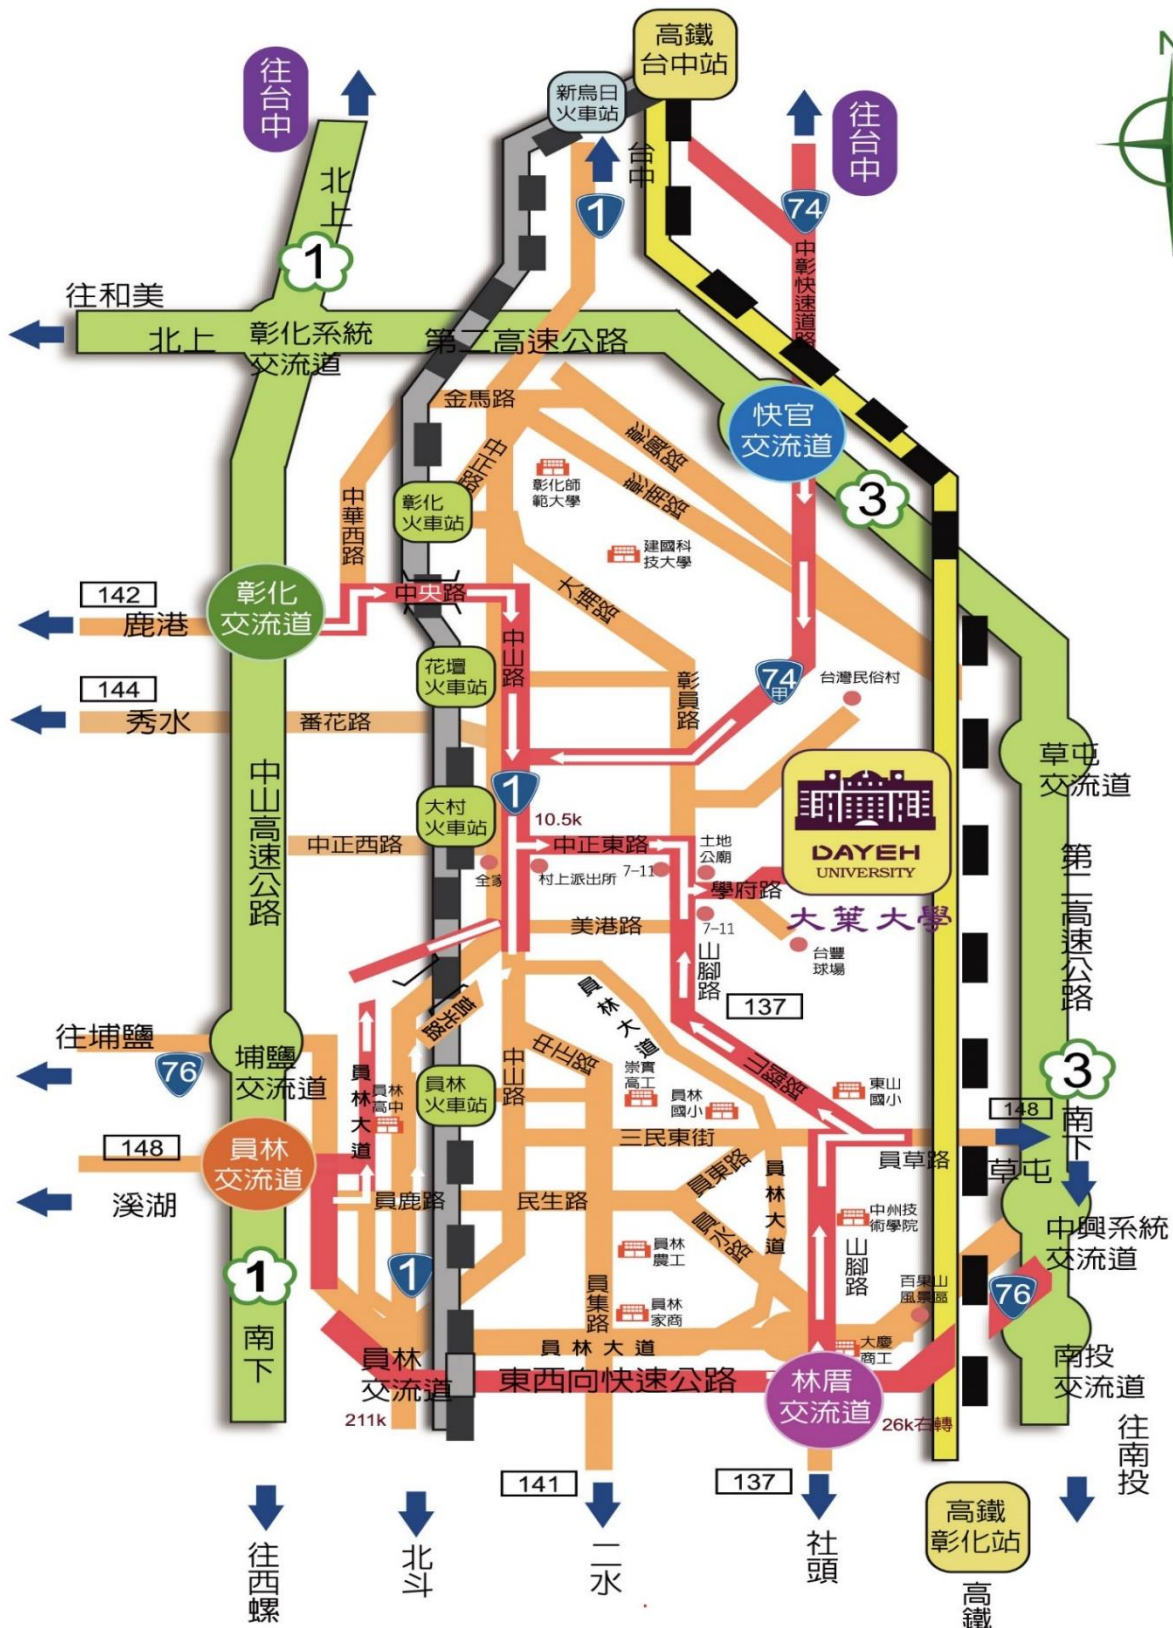 高鐵
台中站
N
往台中
新烏日
火車站
往台中
北上
1
台中
1
74
中彰快速道路
往和美
北上
彰化系統
交流道
第二高速公路
金馬路
快官
交流道
中正路
彰興路
彰南路
3
彰化師
範大學
中華西路
彰化
火車站
建國科
技大學
大埔路
142
彰化
交流道
中央路
鹿港
中山路
花壇
火車站
彰員路
74
甲
台灣民俗村
144
秀水
番花路
中山高速公路
草屯
交流道
1
大村
火車站
10.5k
中正西路
中正東路
土地
公廟
DAYEH
UNIVERSITY
大葉大學
全家
村上派出所
7-11
學府路
7-11
美港路
山腳路
台豐
球場
第二高速公路
137
員林大道
莒光路
往埔鹽
76
埔鹽
交流道
員林大道
員林
高中
員林
火車站
中山路
中正路
崇實
高工
員林
國小
山腳路
東山
國小
3
南下
148
148
員林
交流道
三民東街
員草路
草屯
溪湖
員鹿路
民生路
員東路
員水路
員林大道
中州技
術學院
山腳路
中興系統
交流道
1
1
員林
農工
員集路
員林
家商
百果山
風景區
76
南下
員林
交流道
員林大道
大慶
商工
東西向快速公路
林厝
交流道
南投
交流道
211k
26k右轉
往南投
141
137
高鐵
彰化站
往西螺
北斗
二水
社頭
高鐵